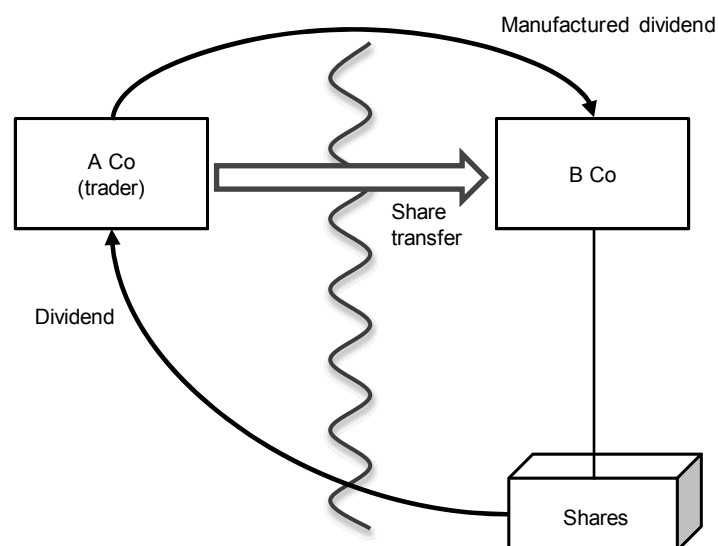 Manufactured dividend
A Co
(trader)
B Co
Share
transfer
Dividend
Shares